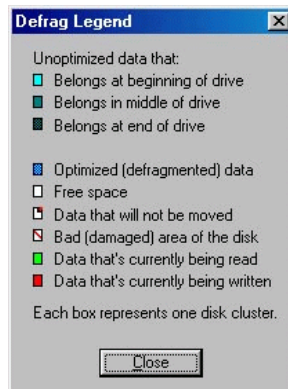 Defrag Legend
Unoptimized data that:
Belongs at beginning of drive
Belongs in middle of drive
Belongs at end of drive
Optimized (defragmented) data
Free space
Data that will not be moved
Bad (damaged) area of the disk
Data that's currently being read
Data that's currently being written
Each box represents one disk cluster.
Close